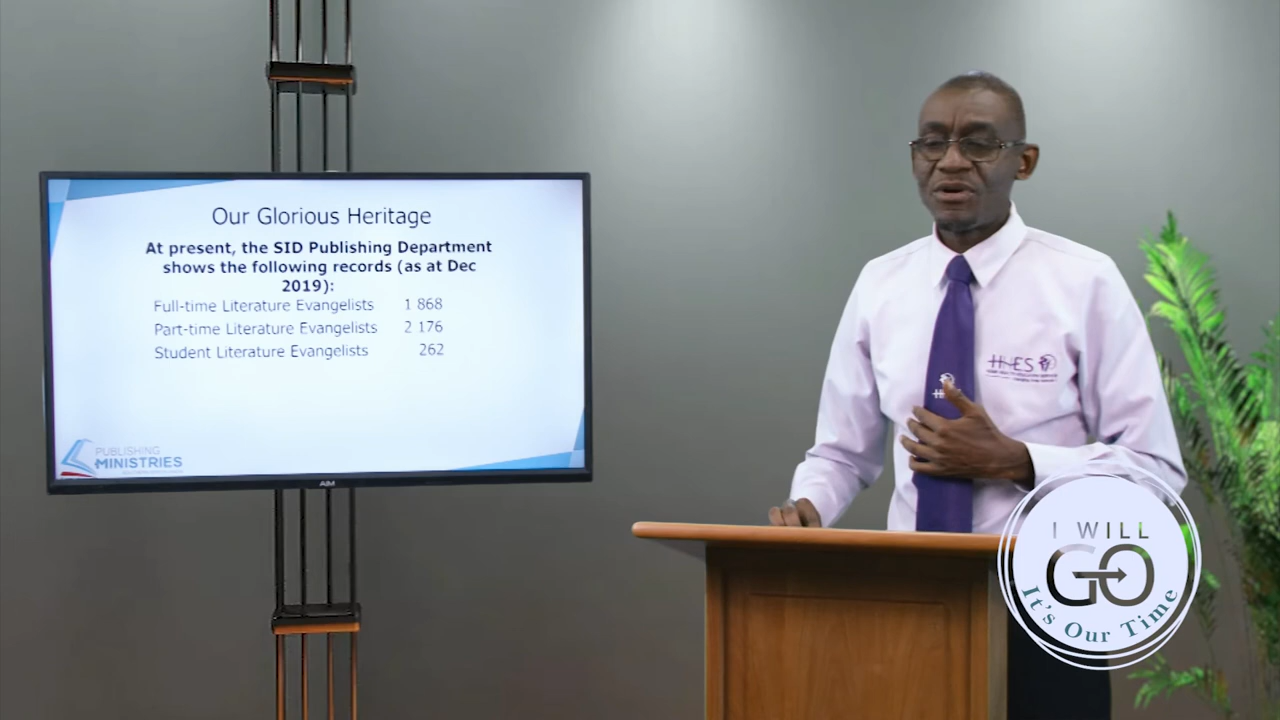 Our Glorious Heritage
At present, the SID Publishing Department
shows the following records (as at Dec
2019):
Full-time Literature Evangelists 1 868
Part-time Literature Evangelists 2 176
Student Literature Evangelists 262
PUBLISHING
MINISTRIES
AIM
HHES
I WILL
GO
It's Our Time